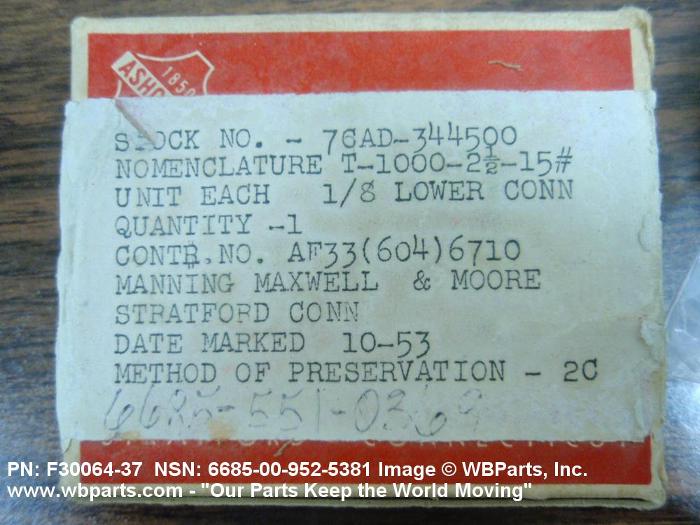 1850
ASHC
STOCK NO. - 76AD-344500
NOMENCLATURE T-1000-2½-15#
UNIT EACH 1/8 LOWER CONN
QUANTITY -1
CONTR. NO. AF33(604)6710
MANNING MAXWELL & MOORE
STRATFORD CONN
DATE MARKED 10-53
METHOD OF PRESERVATION - 2C
6685-551-0369
STRATFORD, CONNECTICUT
PN: F30064-37 NSN: 6685-00-952-5381 Image © WBParts, Inc.
www.wbparts.com - "Our Parts Keep the World Moving"